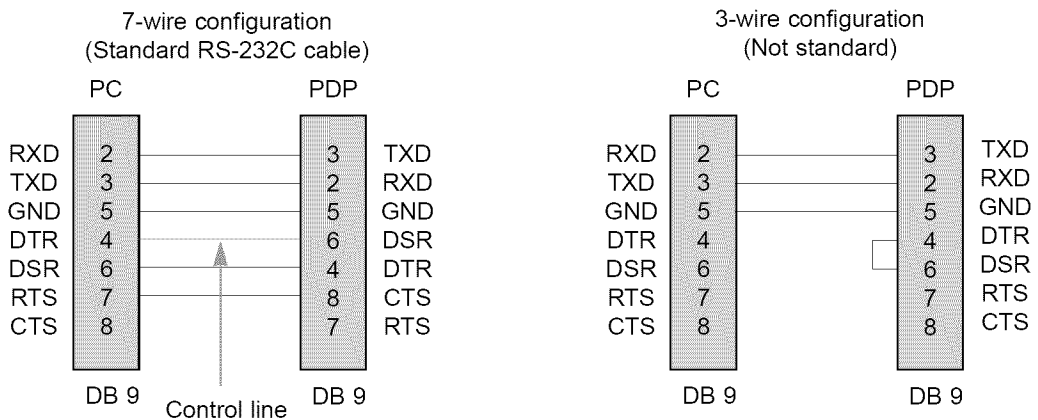 7-wire configuration
(Standard RS-232C cable)
PC PDP
RXD 2 3 TXD
TXD 3 2 RXD
GND 5 5 GND
DTR 4 6 DSR
DSR 6 4 DTR
RTS 7 8 CTS
CTS 8 7 RTS
DB 9 DB 9
Control line
3-wire configuration
(Not standard)
PC PDP
RXD 2 3 TXD
TXD 3 2 RXD
GND 5 5 GND
DTR 4 4 DTR
DSR 6 6 DSR
RTS 7 7 RTS
CTS 8 8 CTS
DB 9 DB 9